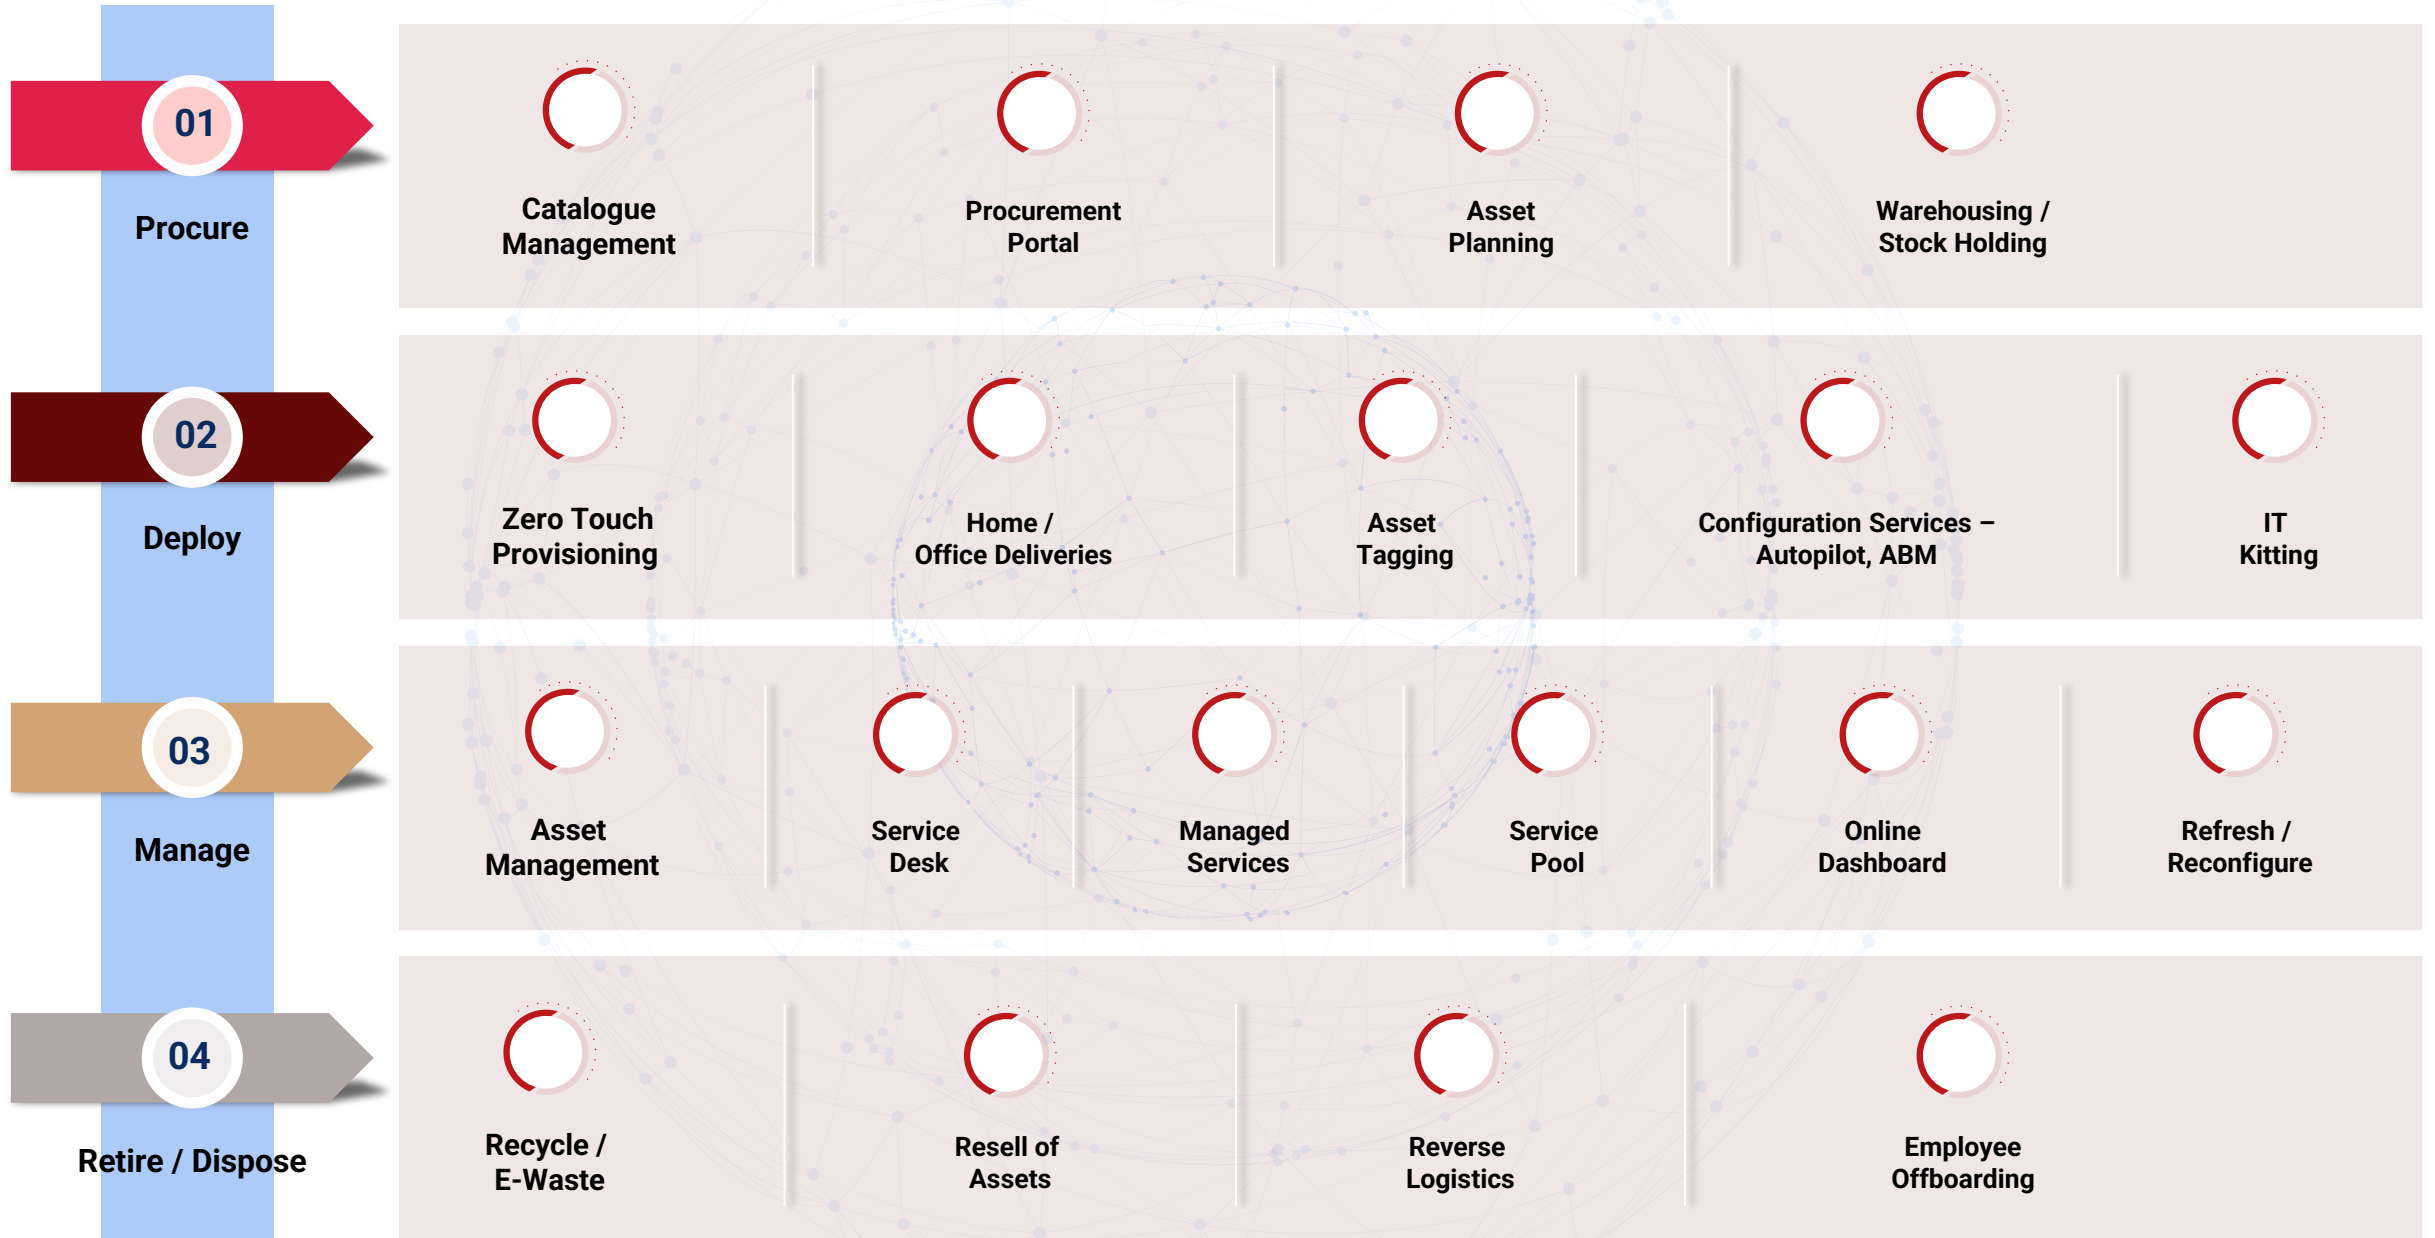 01
Procure
Catalogue
Management
Procurement
Portal
Asset
Planning
Warehousing /
Stock Holding
02
Deploy
Zero Touch
Provisioning
Home /
Office Deliveries
Asset
Tagging
Configuration Services –
Autopilot, ABM
IT
Kitting
03
Manage
Asset
Management
Service
Desk
Managed
Services
Service
Pool
Online
Dashboard
Refresh /
Reconfigure
04
Retire / Dispose
Recycle /
E-Waste
Resell of
Assets
Reverse
Logistics
Employee
Offboarding